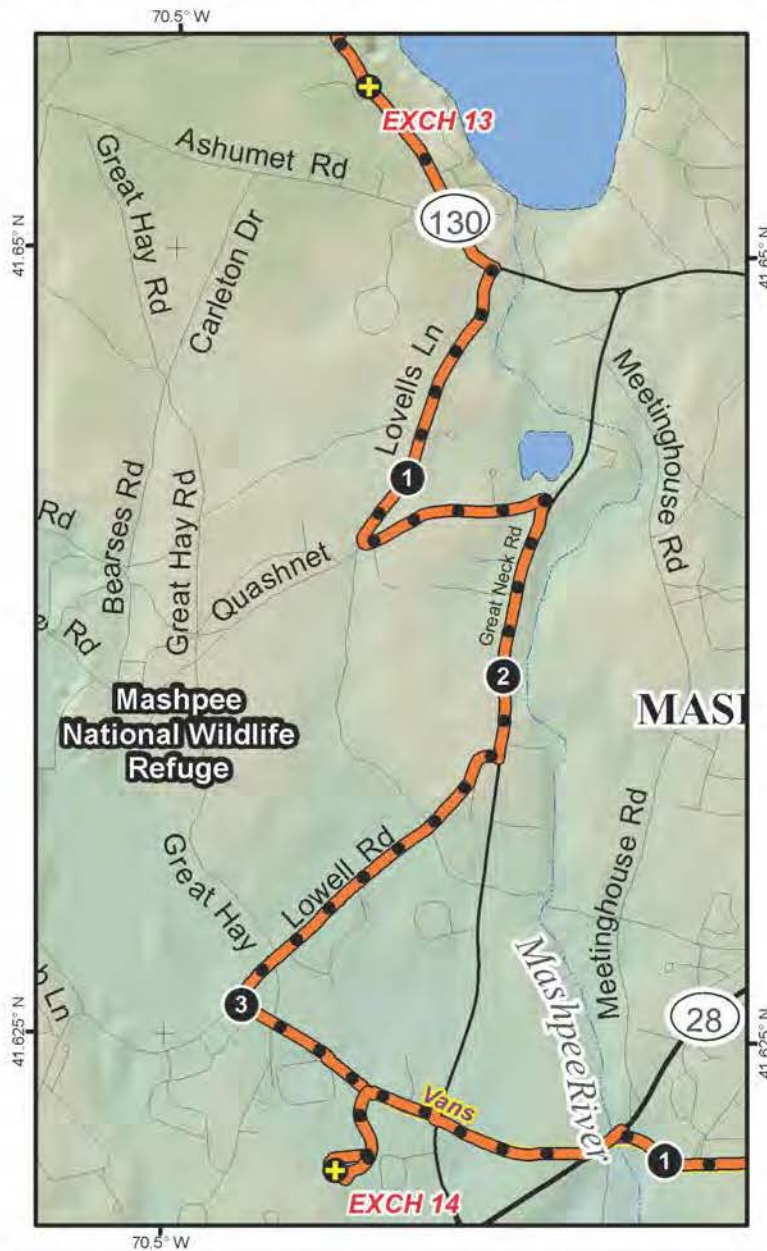 70.5° W
EXCH 13
Ashumet Rd
Great Hay Rd
130
41.65° N
41.65° N
Carleton Dr
Lovells Ln
Meetinghouse Rd
1
Rd
Bearses Rd
Great Hay Rd
Quashnet
Great Neck Rd
Rd
2
Mashpee
National Wildlife
Refuge
MASH
Meetinghouse Rd
Great Hay
Lowell Rd
Mashpee River
Ln
3
28
41.625° N
41.625° N
Vans
1
EXCH 14
70.5° W